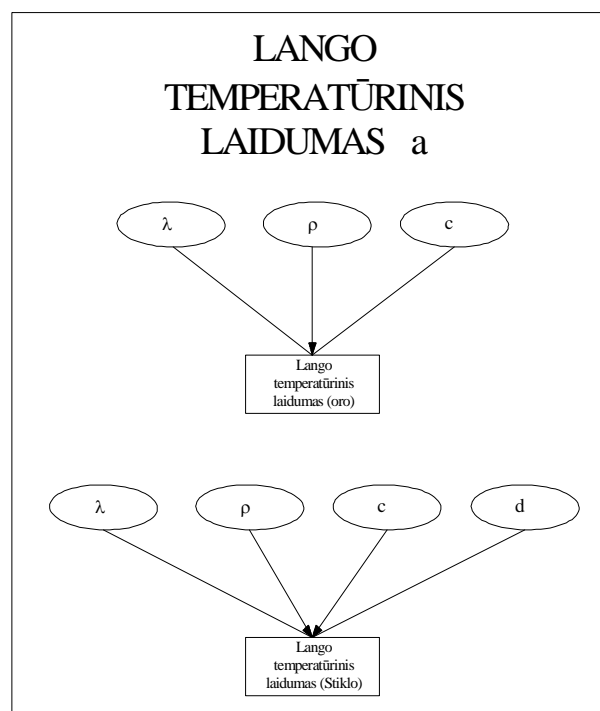 LANGO
TEMPERATŪRINIS
LAIDUMAS a
λ ρ c
Lango
temperatūrinis
laidumas (oro)
λ ρ c d
Lango
temperatūrinis
laidumas (Stiklo)